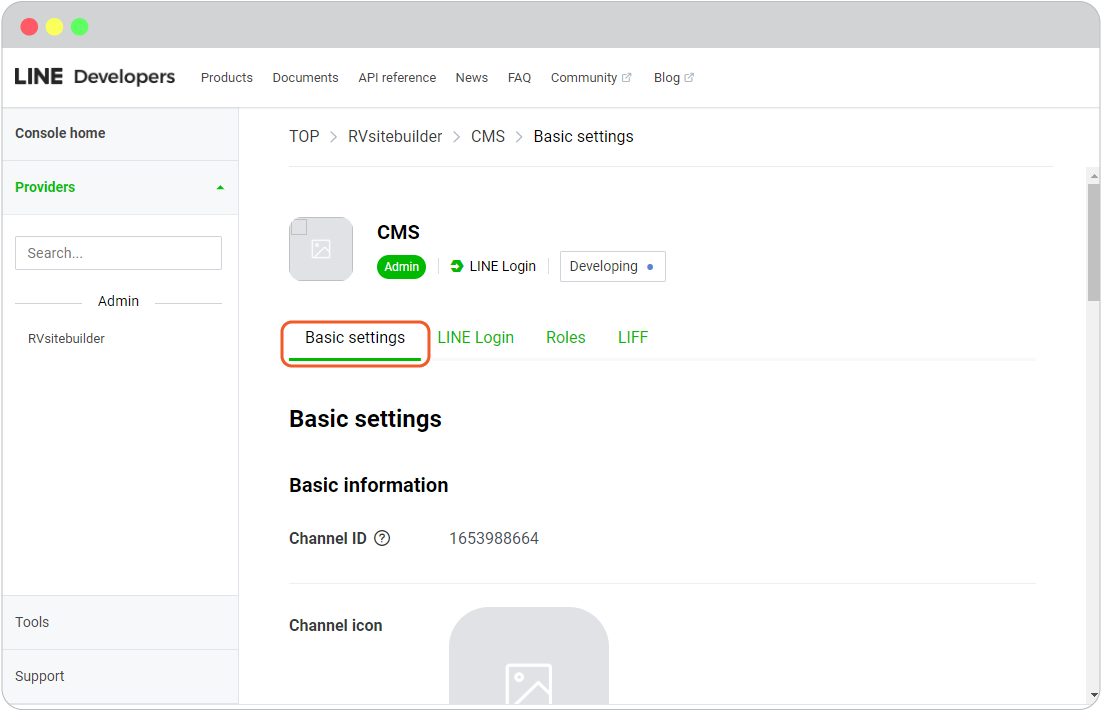 LINE Developers Products Documents API reference News FAQ Community Blog
Console home
Providers
Search...
Admin
RVsitebuilder
Tools
Support
TOP > RVsitebuilder > CMS > Basic settings
CMS
Admin LINE Login Developing
Basic settings LINE Login Roles LIFF
Basic settings
Basic information
Channel ID ? 1653988664
Channel icon